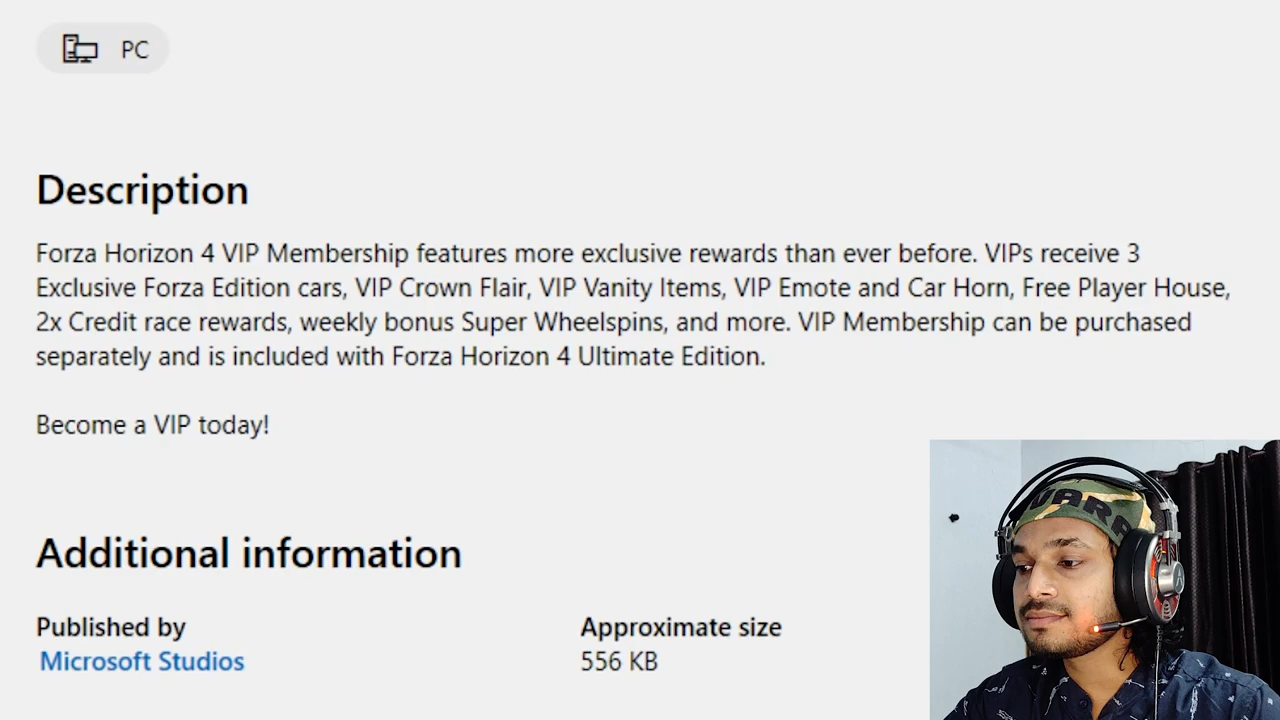 PC
Description
Forza Horizon 4 VIP Membership features more exclusive rewards than ever before. VIPs receive 3
Exclusive Forza Edition cars, VIP Crown Flair, VIP Vanity Items, VIP Emote and Car Horn, Free Player House,
2x Credit race rewards, weekly bonus Super Wheelspins, and more. VIP Membership can be purchased
separately and is included with Forza Horizon 4 Ultimate Edition.
Become a VIP today!
Additional information
Published by
Microsoft Studios
Approximate size
556 KB